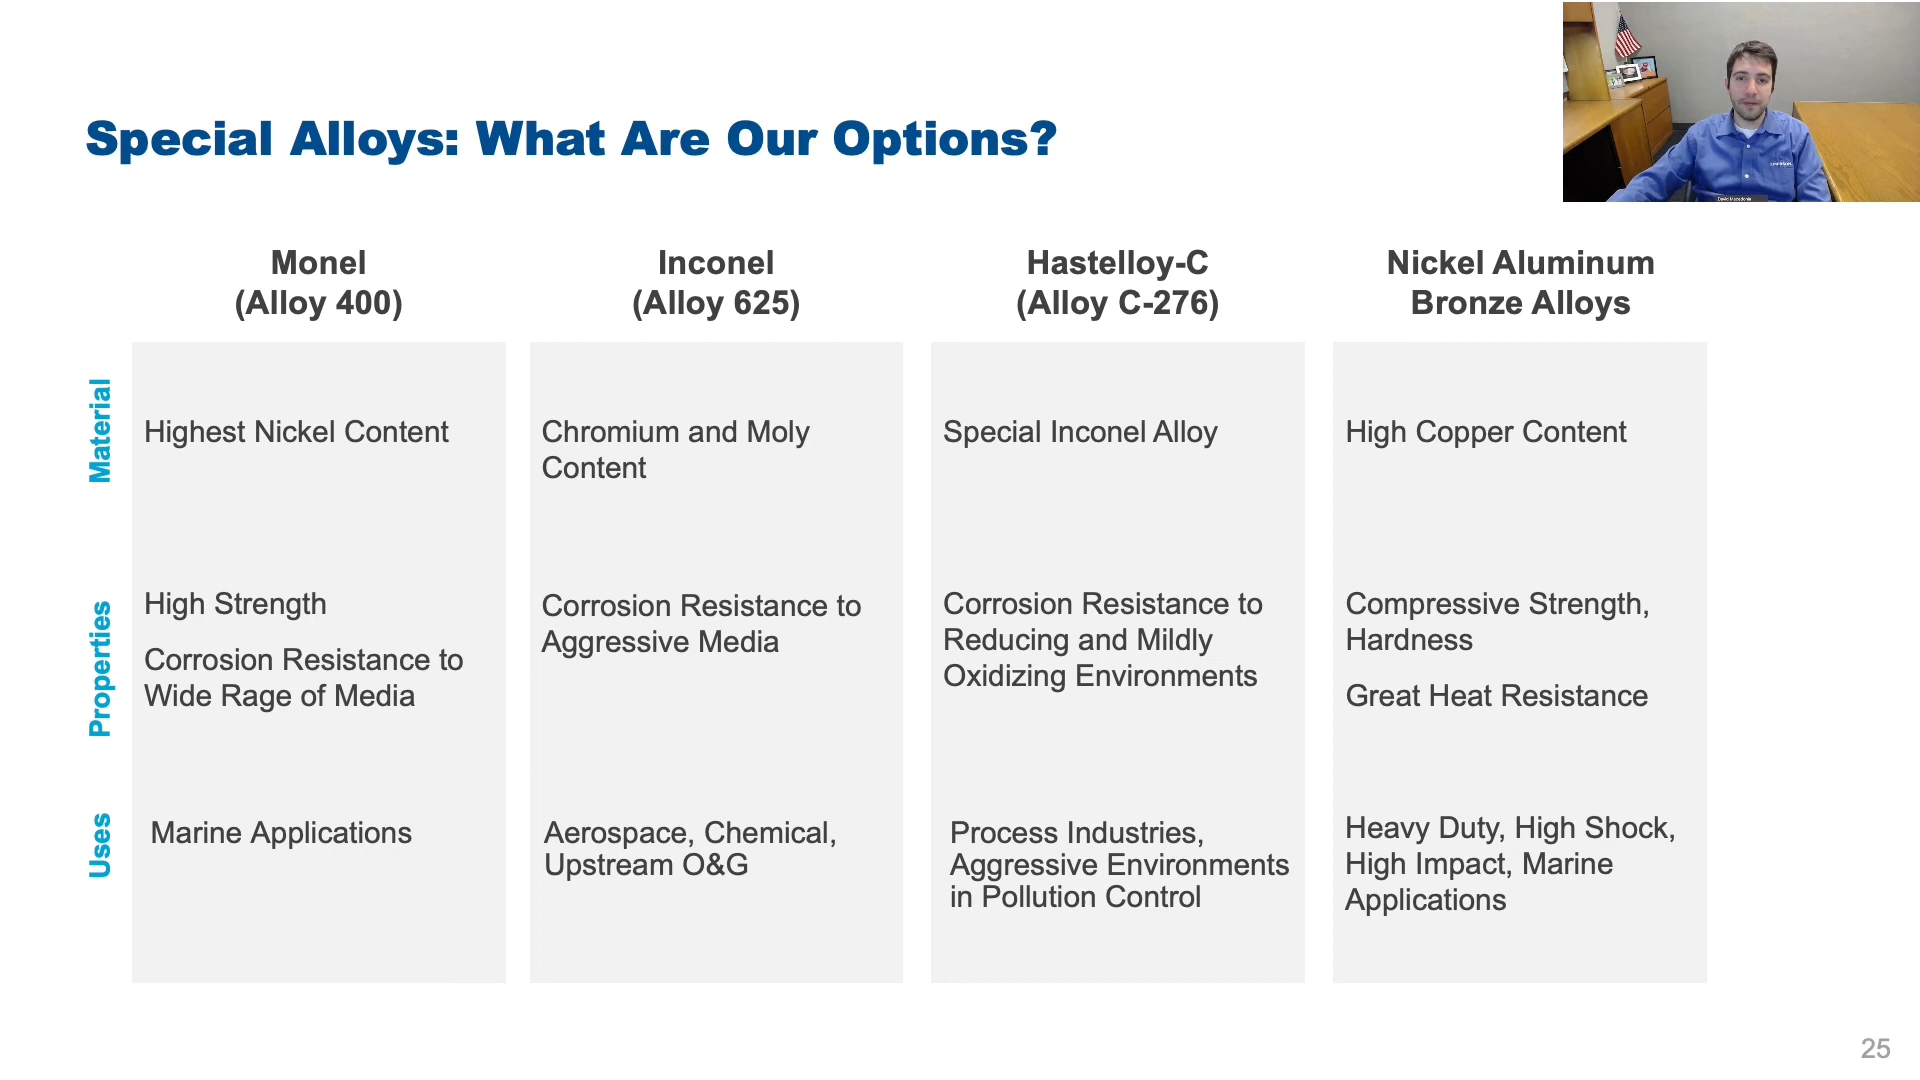 Special Alloys: What Are Our Options?
David Macedonia
Monel
(Alloy 400)
Inconel
(Alloy 625)
Hastelloy-C
(Alloy C-276)
Nickel Aluminum
Bronze Alloys
Material
Highest Nickel Content
Chromium and Moly
Content
Special Inconel Alloy
High Copper Content
Properties
High Strength
Corrosion Resistance to
Wide Rage of Media
Corrosion Resistance to
Aggressive Media
Corrosion Resistance to
Reducing and Mildly
Oxidizing Environments
Compressive Strength,
Hardness
Great Heat Resistance
Uses
Marine Applications
Aerospace, Chemical,
Upstream O&G
Process Industries,
Aggressive Environments
in Pollution Control
Heavy Duty, High Shock,
High Impact, Marine
Applications
25